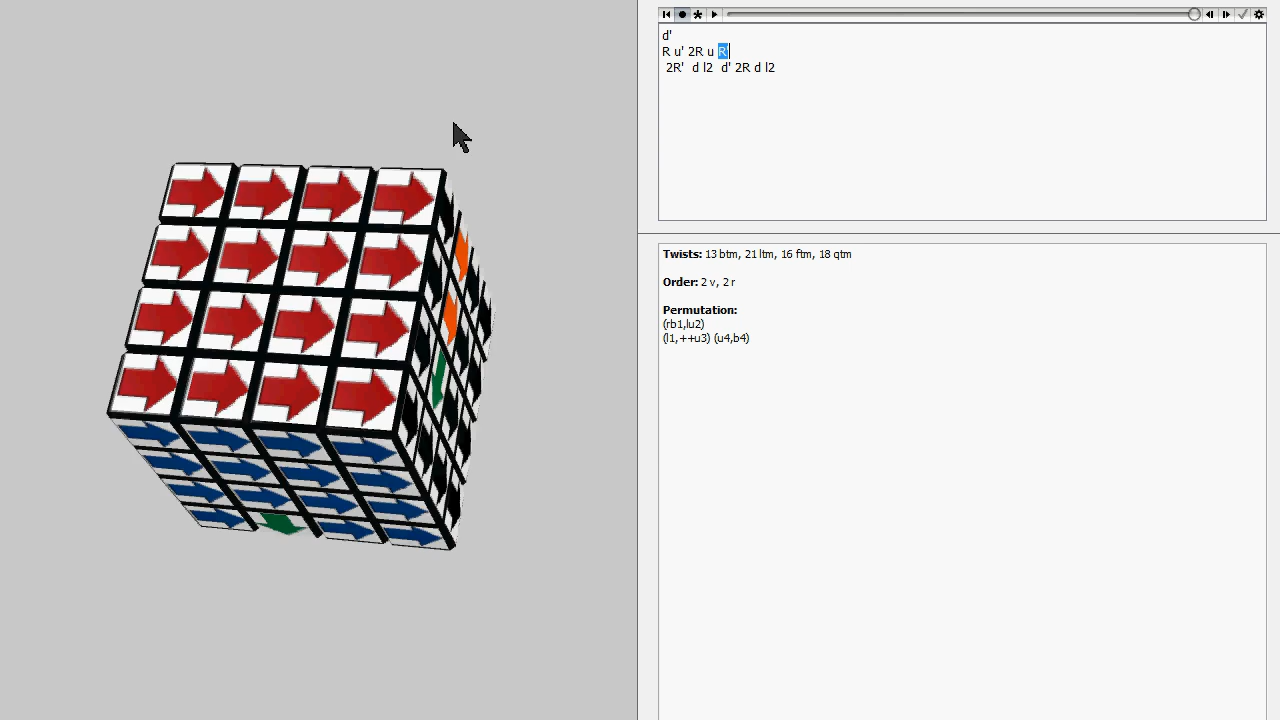 d'
R u' 2R u R'
2R' d l2 d' 2R d l2
Twists: 13 btm, 21 ltm, 16 ftm, 18 qtm
Order: 2 v, 2 r
Permutation:
(rb1,lu2)
(l1,++u3) (u4,b4)